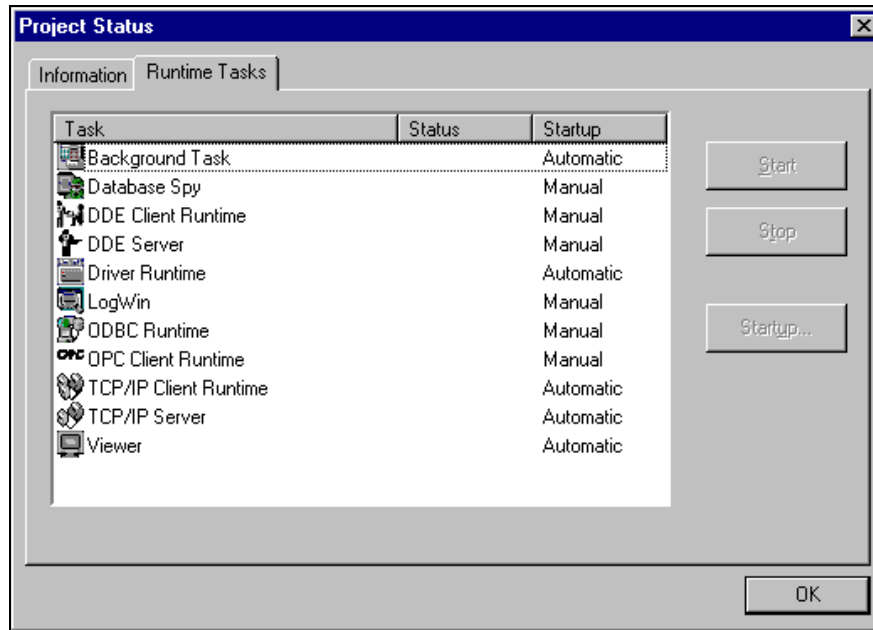 Project Status
Information Runtime Tasks
Task Status Startup
Background Task Automatic
Database Spy Manual
DDE Client Runtime Manual
DDE Server Manual
Driver Runtime Automatic
LogWin Manual
ODBC Runtime Manual
OPC OPC Client Runtime Manual
TCP/IP Client Runtime Automatic
TCP/IP Server Automatic
Viewer Automatic
Start
Stop
Startup...
OK